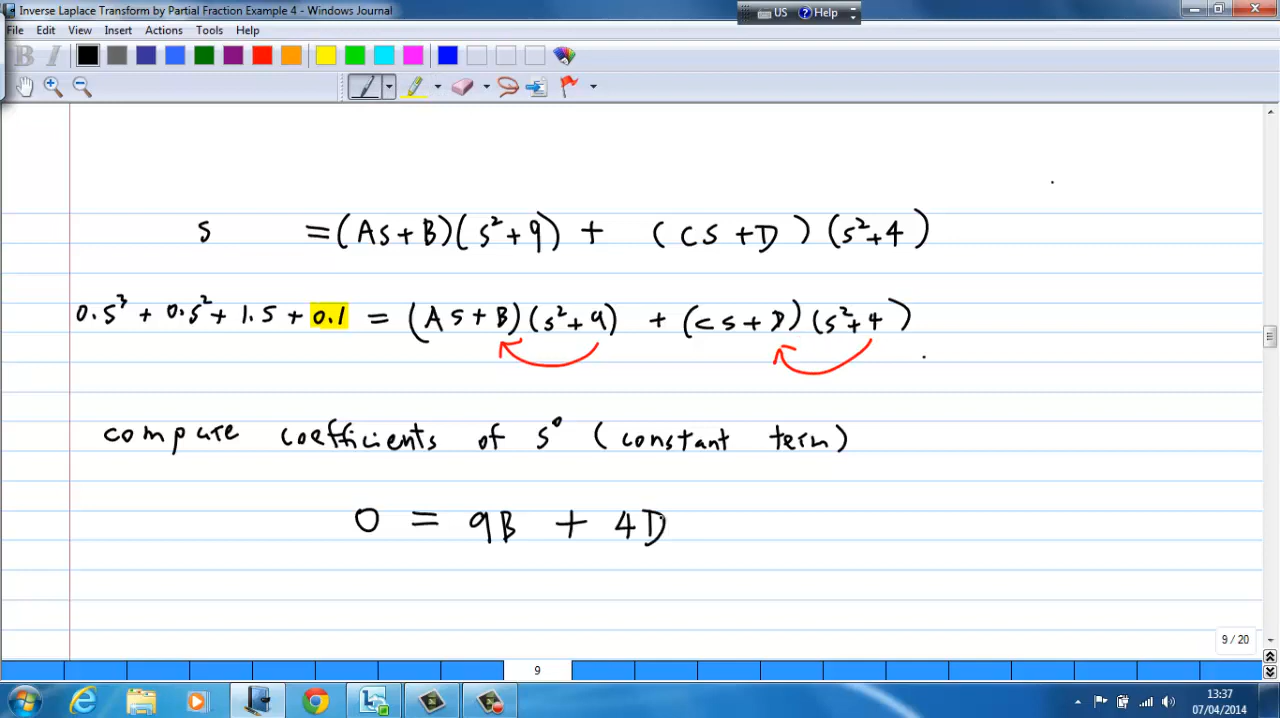 Inverse Laplace Transform by Partial Fraction Example 4 - Windows Journal
US Help
File Edit View Insert Actions Tools Help
B I
s = (As+B)(s²+9) + (Cs+D)(s²+4)
0.s³ + 0.s² + 1.s + 0.1 = (As+B)(s²+9) + (Cs+D)(s²+4)
compare coefficients of s⁰ (constant term)
0 = 9B + 4D
9 / 20
9
13:37
07/04/2014